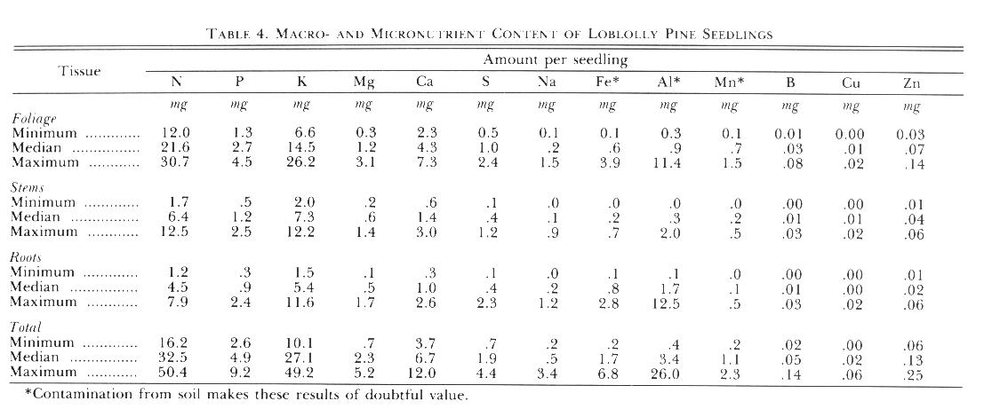 TABLE 4. MACRO- AND MICRONUTRIENT CONTENT OF LOBLOLLY PINE SEEDLINGS
Tissue Amount per seedling
N P K Mg Ca S Na Fe* Al* Mn* B Cu Zn
mg mg mg mg mg mg mg mg mg mg mg mg mg
Foliage
Minimum ............. 12.0 1.3 6.6 0.3 2.3 0.5 0.1 0.1 0.3 0.1 0.01 0.00 0.03
Median ................ 21.6 2.7 14.5 1.2 4.3 1.0 .2 .6 .9 .7 .03 .01 .07
Maximum ............ 30.7 4.5 26.2 3.1 7.3 2.4 1.5 3.9 11.4 1.5 .08 .02 .14
Stems
Minimum ............. 1.7 .5 2.0 .2 .6 .1 .0 .0 .0 .0 .00 .00 .01
Median ................ 6.4 1.2 7.3 .6 1.4 .4 .1 .2 .3 .2 .01 .01 .04
Maximum ............ 12.5 2.5 12.2 1.4 3.0 1.2 .9 .7 2.0 .5 .03 .02 .06
Roots
Minimum ............. 1.2 .3 1.5 .1 .3 .1 .0 .1 .1 .0 .00 .00 .01
Median ................ 4.5 .9 5.4 .5 1.0 .4 .2 .8 1.7 .1 .01 .00 .02
Maximum ............ 7.9 2.4 11.6 1.7 2.6 2.3 1.2 2.8 12.5 .5 .03 .02 .06
Total
Minimum ............. 16.2 2.6 10.1 .7 3.7 .7 .2 .2 .4 .2 .02 .00 .06
Median ................ 32.5 4.9 27.1 2.3 6.7 1.9 .5 1.7 3.4 1.1 .05 .02 .13
Maximum ............ 50.4 9.2 49.2 5.2 12.0 4.4 3.4 6.8 26.0 2.3 .14 .06 .25
*Contamination from soil makes these results of doubtful value.